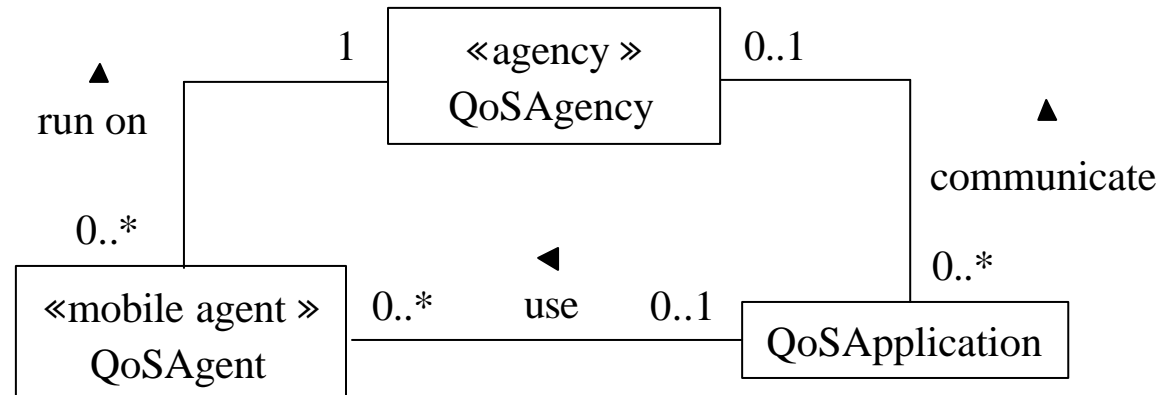 1
«agency »
QoSAgency
0..1
run on
communicate
0..*
0..*
«mobile agent »
QoSAgent
0..*
use
0..1
QoSApplication